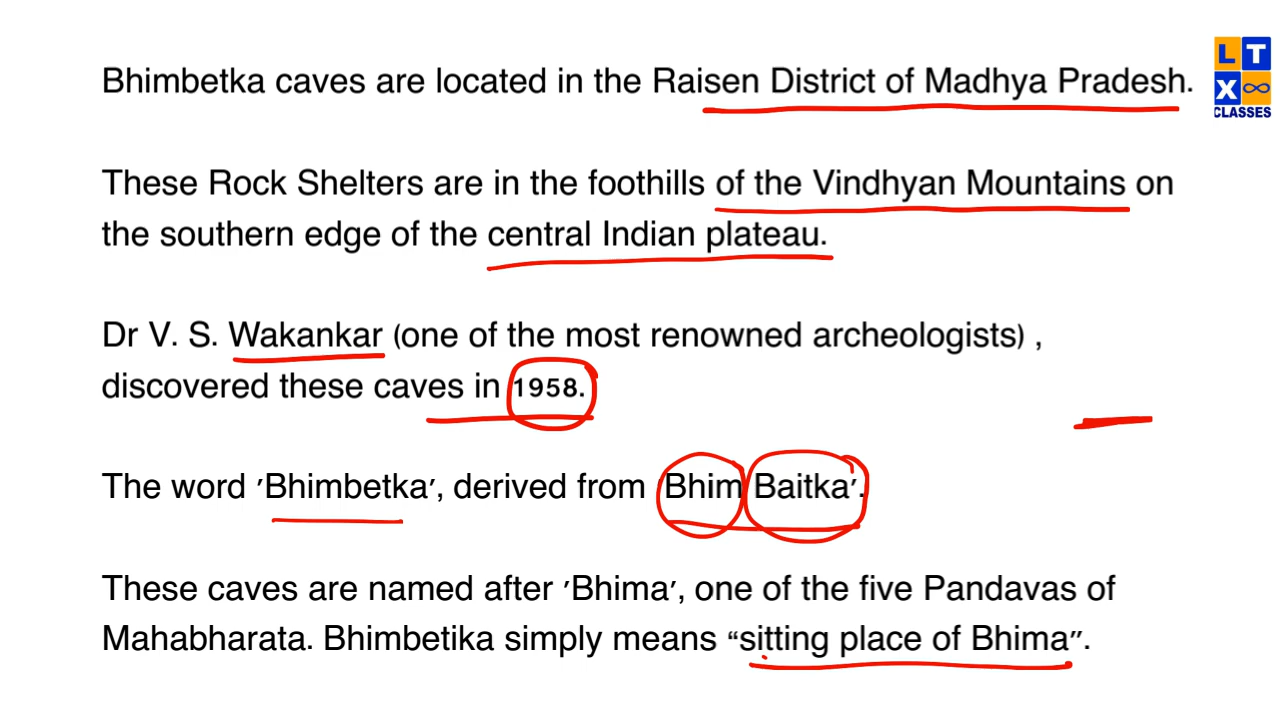 Bhimbetka caves are located in the Raisen District of Madhya Pradesh.
L T
X ∞
CLASSES
These Rock Shelters are in the foothills of the Vindhyan Mountains on
the southern edge of the central Indian plateau.
Dr V. S. Wakankar (one of the most renowned archeologists) ,
discovered these caves in 1958.
The word 'Bhimbetka', derived from Bhim Baitka'.
These caves are named after 'Bhima', one of the five Pandavas of
Mahabharata. Bhimbetika simply means “sitting place of Bhima”.